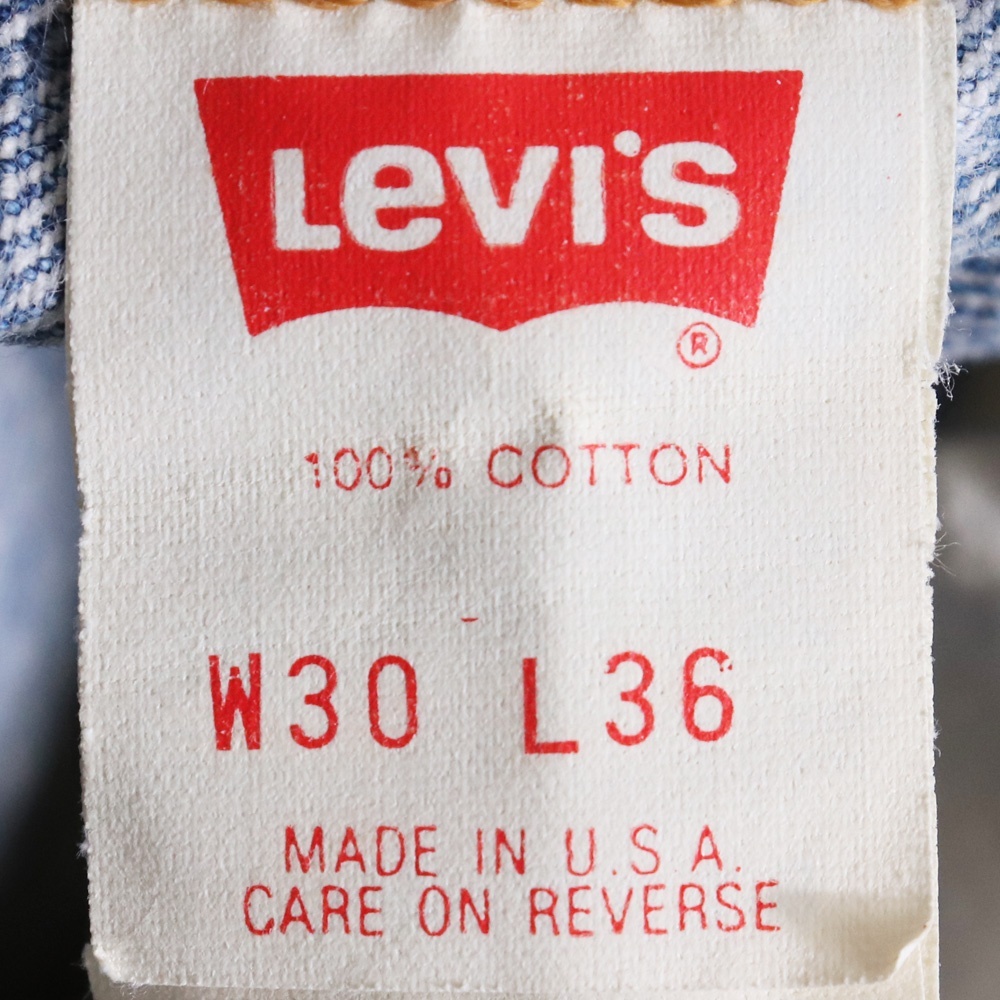 Levi's
®
100% COTTON
W30 L36
MADE IN U.S.A.
CARE ON REVERSE